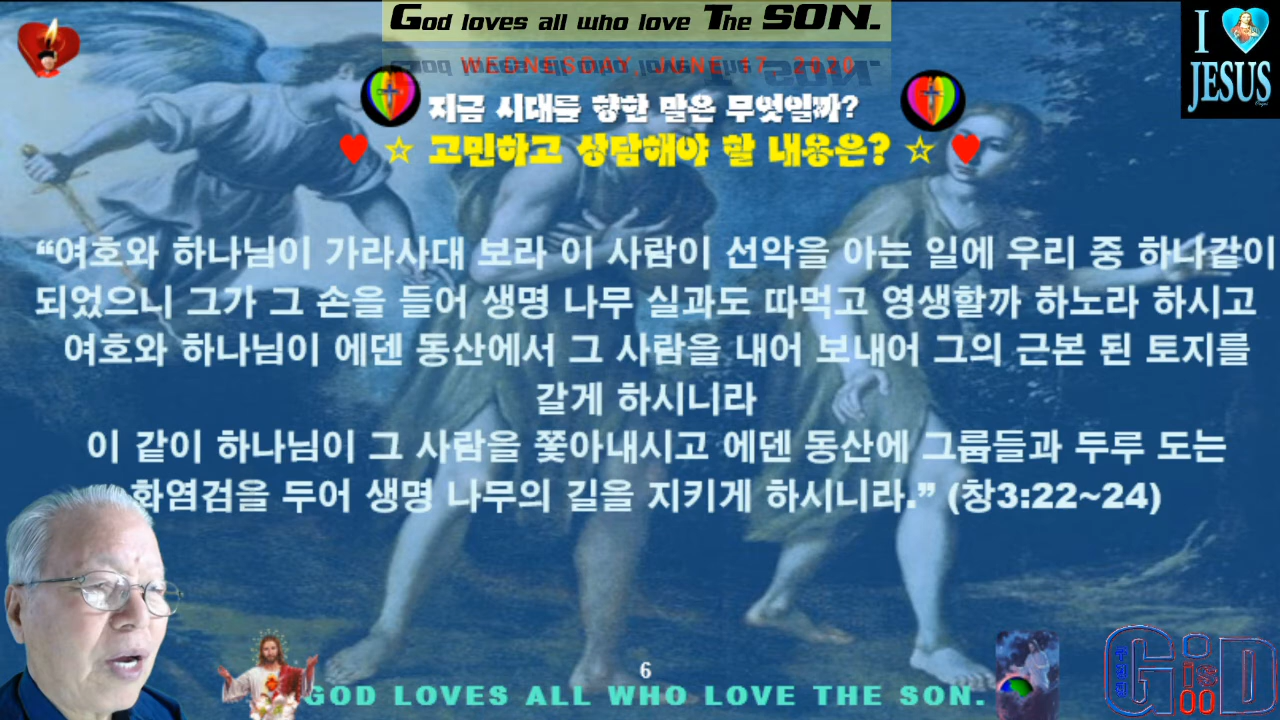 God loves all who love The SON.
WEDNESDAY, JUNE 17, 2020
I
JESUS
지금 시대를 향한 말은 무엇일까?
☆ 고민하고 상담해야 할 내용은? ☆
“여호와 하나님이 가라사대 보라 이 사람이 선악을 아는 일에 우리 중 하나같이
되었으니 그가 그 손을 들어 생명 나무 실과도 따먹고 영생할까 하노라 하시고
여호와 하나님이 에덴 동산에서 그 사람을 내어 보내어 그의 근본 된 토지를
갈게 하시니라
이 같이 하나님이 그 사람을 쫓아내시고 에덴 동산에 그룹들과 두루 도는
화염검을 두어 생명 나무의 길을 지키게 하시니라.” (창3:22~24)
6
GOD LOVES ALL WHO LOVE THE SON.